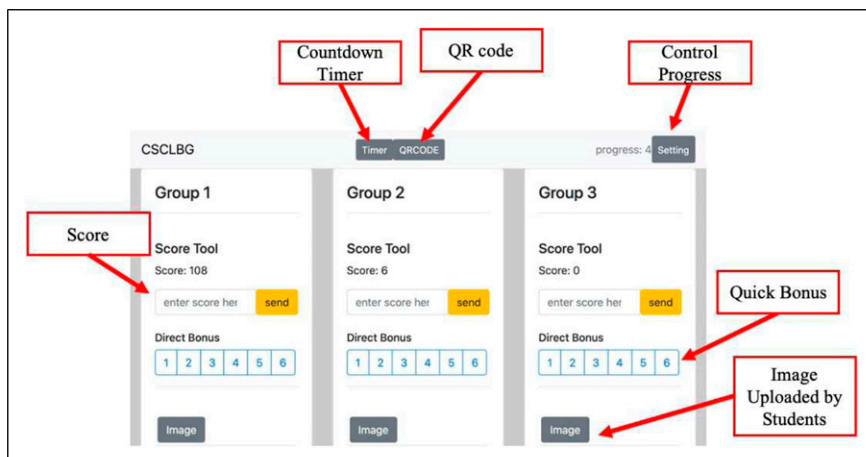 Countdown
Timer
QR code
Control
Progress
CSCLBG
Timer QRCODE
progress: 4 Setting
Group 1
Group 2
Group 3
Score
Score Tool
Score: 108
enter score her send
Direct Bonus
1 2 3 4 5 6
Image
Score Tool
Score: 6
enter score her send
Direct Bonus
1 2 3 4 5 6
Image
Score Tool
Score: 0
enter score her send
Direct Bonus
1 2 3 4 5 6
Image
Quick Bonus
Image
Uploaded by
Students